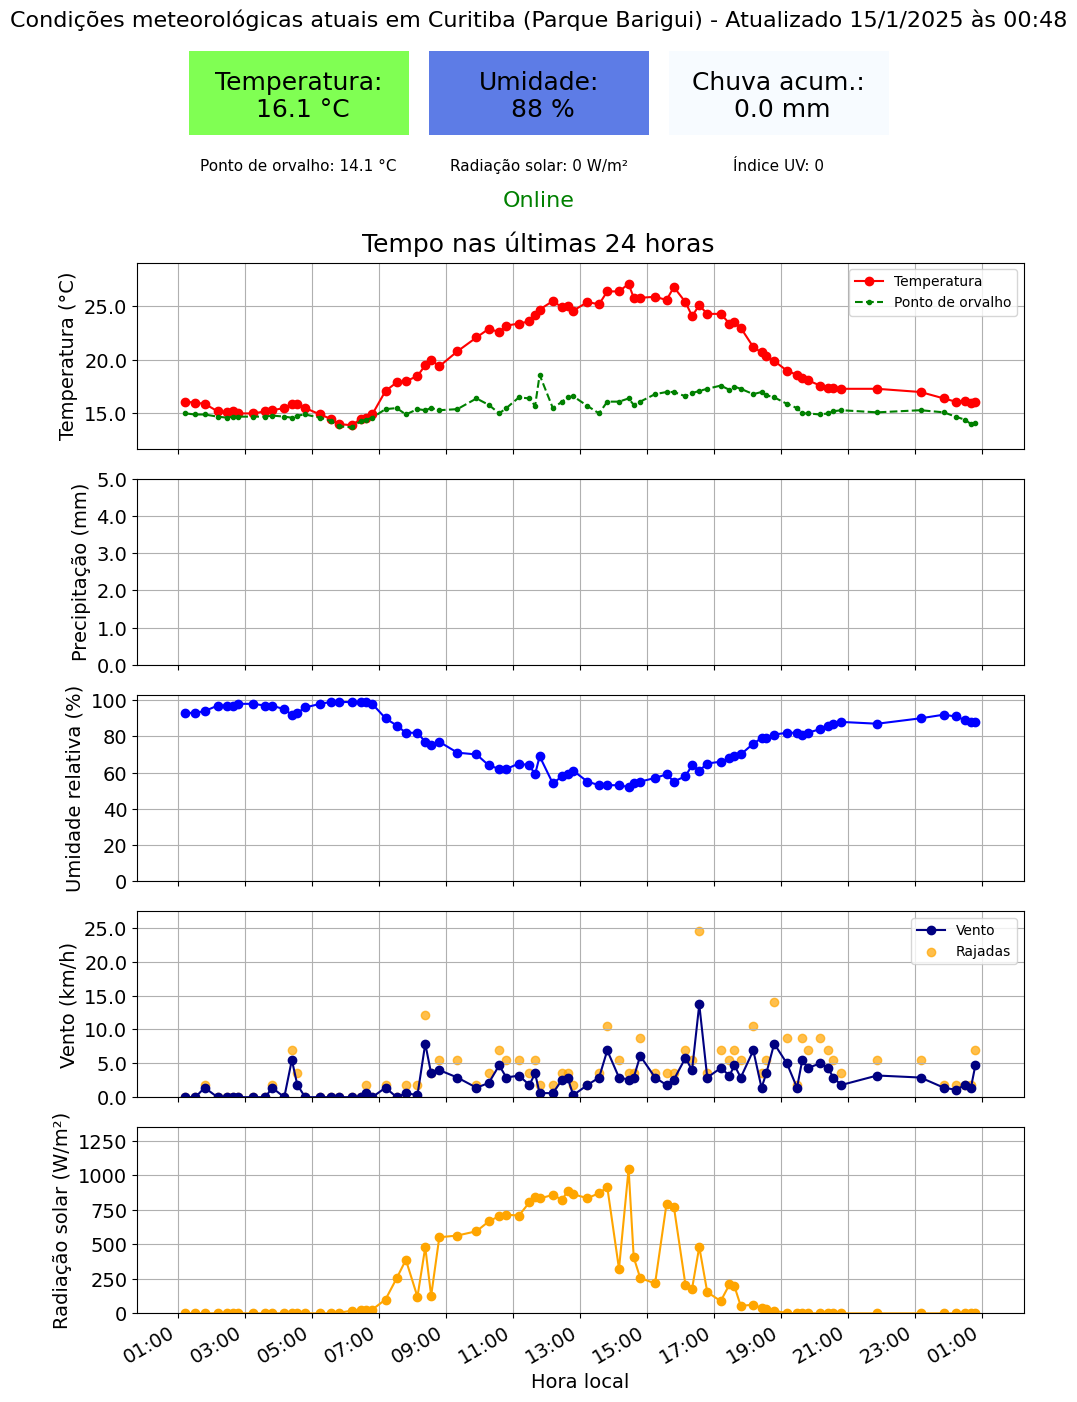 Condições meteorológicas atuais em Curitiba (Parque Barigui) - Atualizado 15/1/2025 às 00:48
Temperatura:
16.1 °C
Umidade:
88 %
Chuva acum.:
0.0 mm
Ponto de orvalho: 14.1 °C
Radiação solar: 0 W/m²
Índice UV: 0
Online
Tempo nas últimas 24 horas
Temperatura (°C)
25.0
20.0
15.0
Temperatura
Ponto de orvalho
Precipitação (mm)
5.0
4.0
3.0
2.0
1.0
0.0
Umidade relativa (%)
100
80
60
40
20
0
Vento (km/h)
25.0
20.0
15.0
10.0
5.0
0.0
Vento
Rajadas
Radiação solar (W/m²)
1250
1000
750
500
250
0
01:00
03:00
05:00
07:00
09:00
11:00
13:00
15:00
17:00
19:00
21:00
23:00
01:00
Hora local